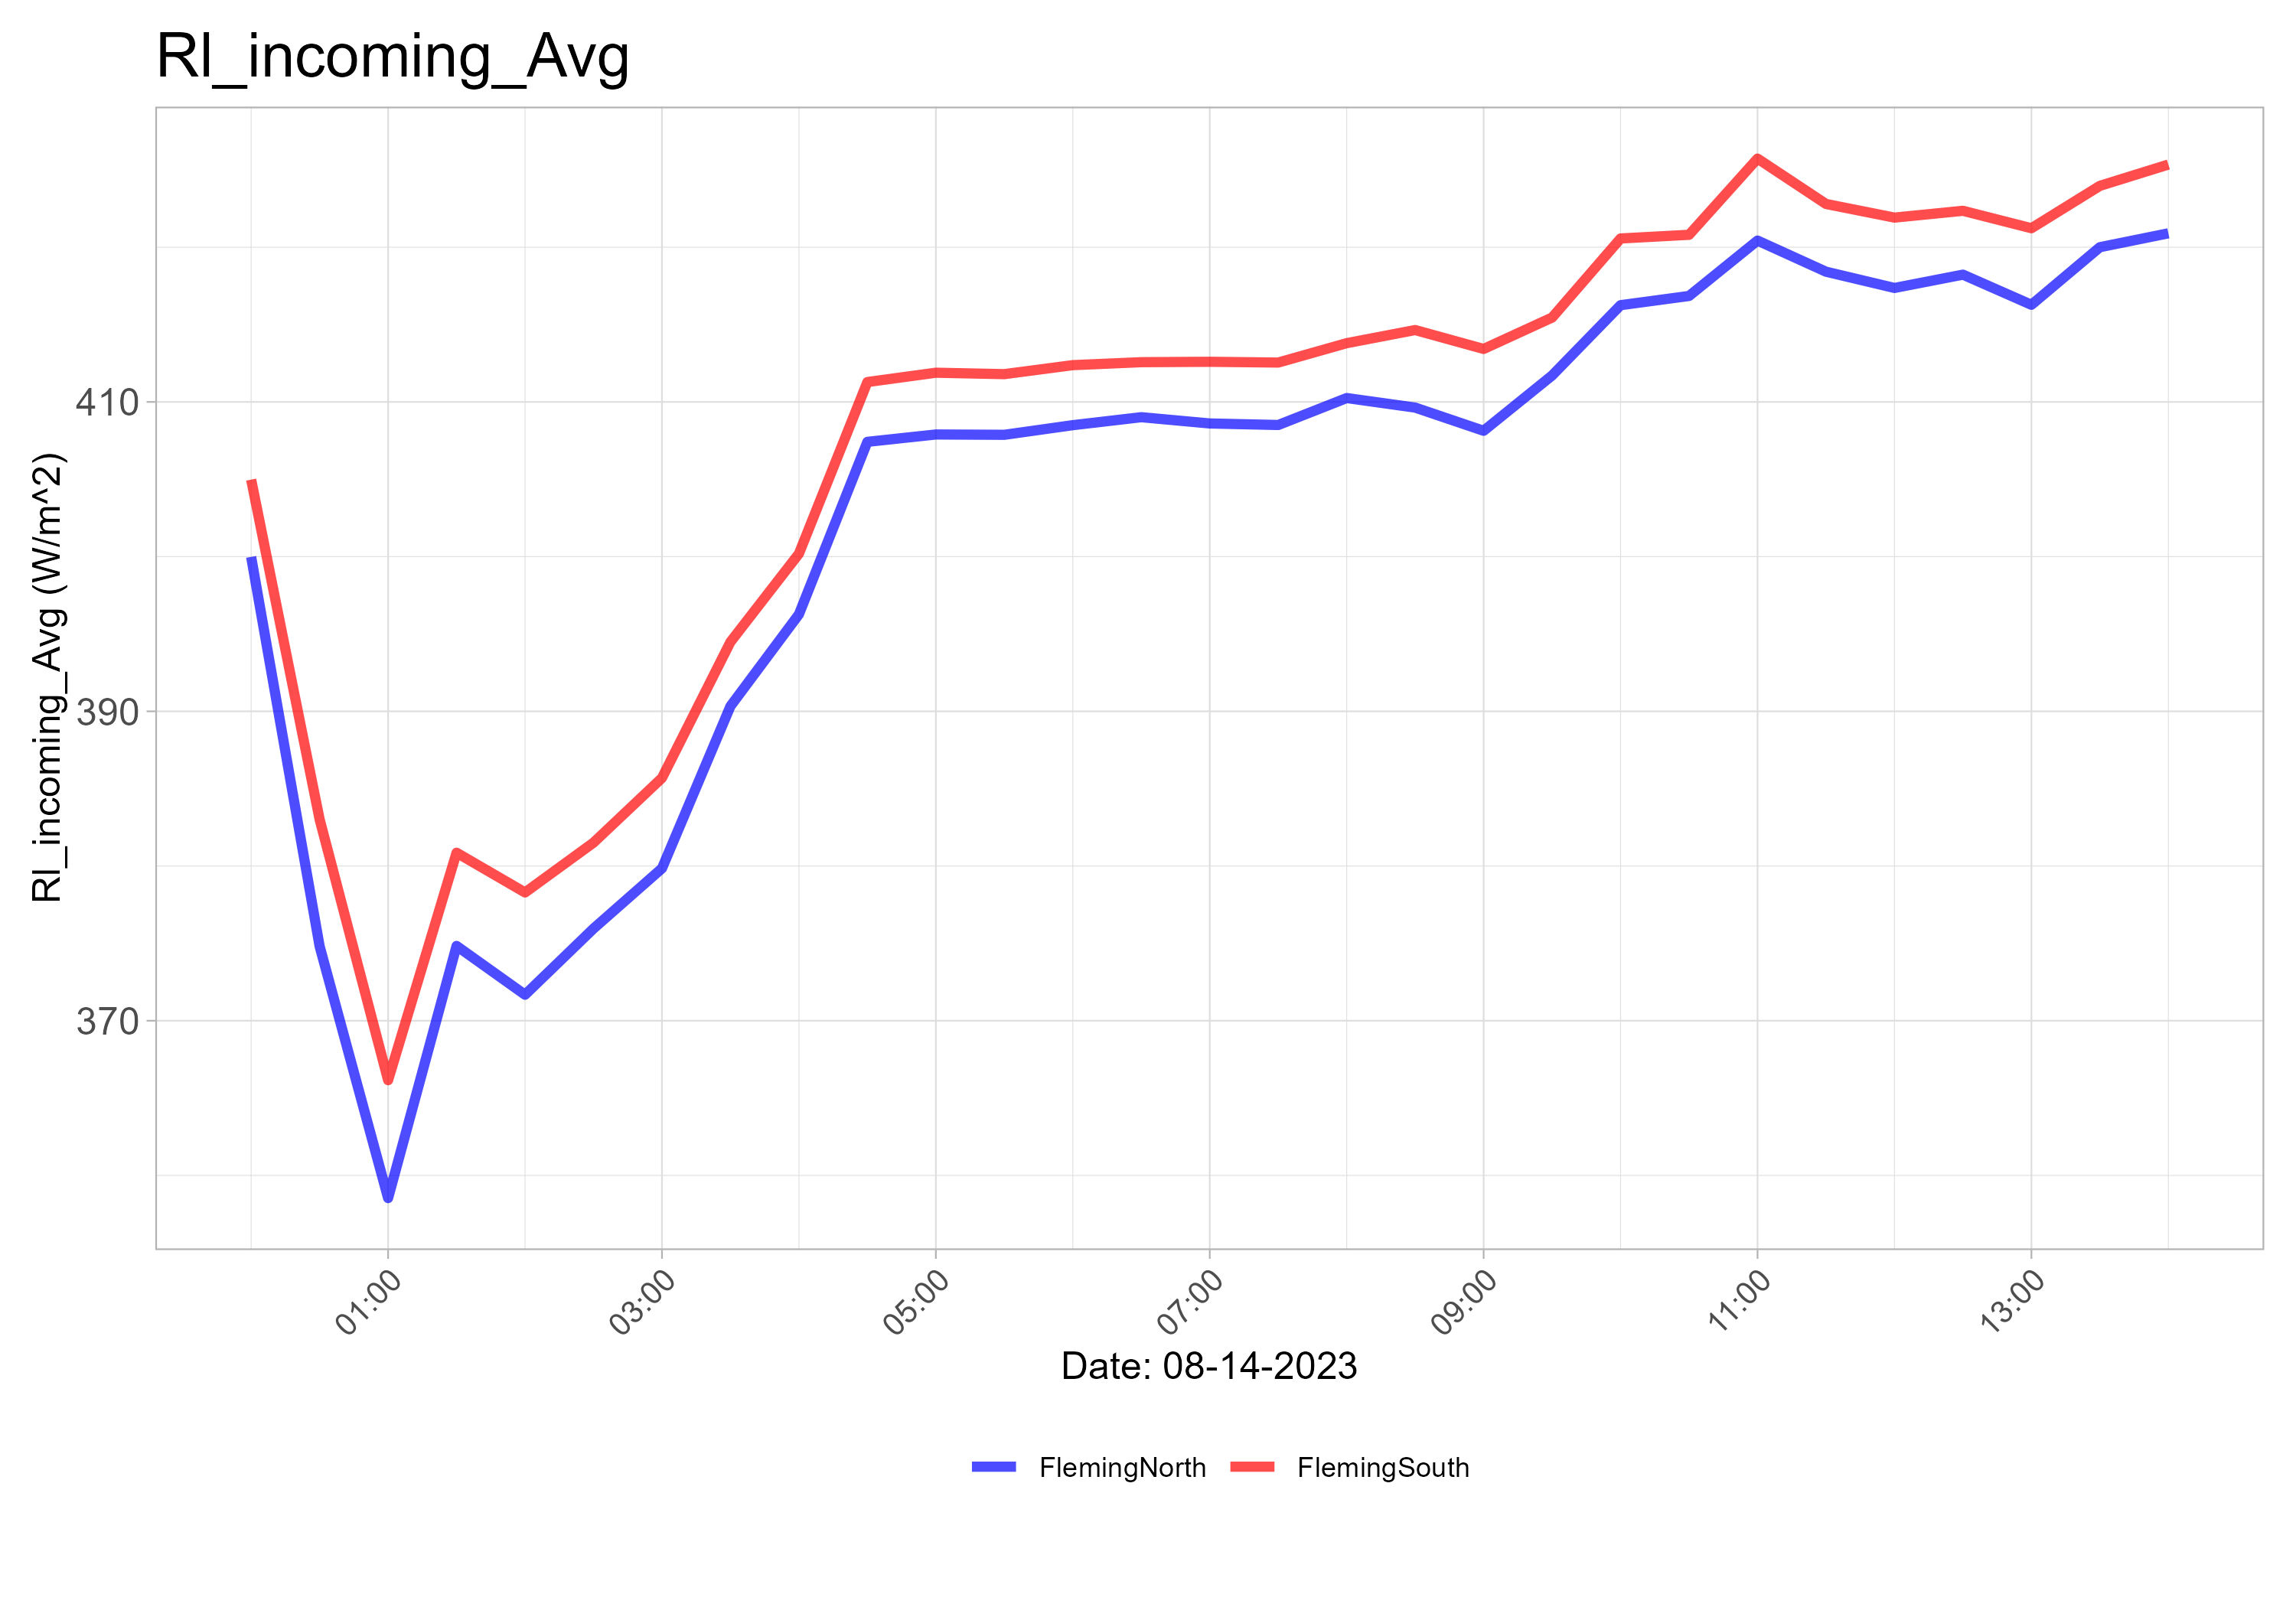 Rl_incoming_Avg
Rl_incoming_Avg (W/m^2)
410
390
370
01:00
03:00
05:00
07:00
09:00
11:00
13:00
Date: 08-14-2023
FlemingNorth
FlemingSouth